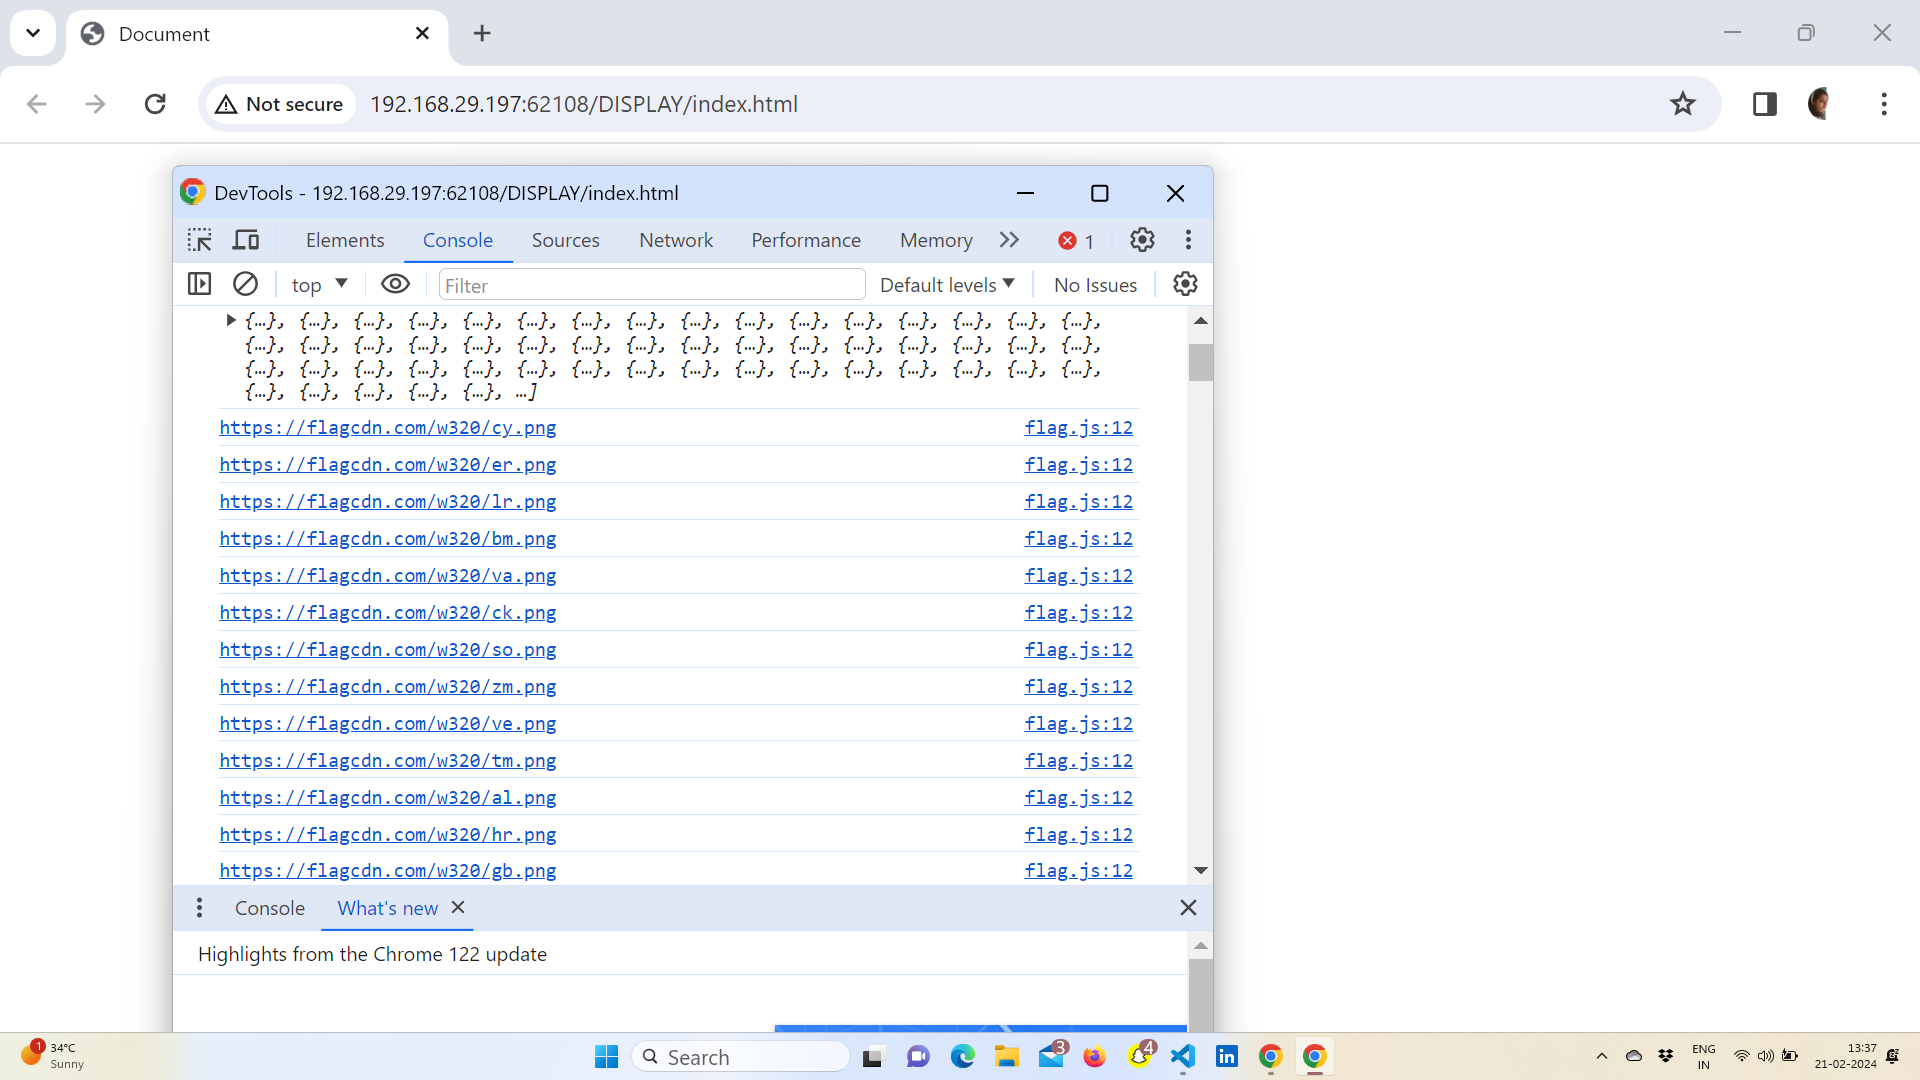 Document
Not secure 192.168.29.197:62108/DISPLAY/index.html
DevTools - 192.168.29.197:62108/DISPLAY/index.html
Elements Console Sources Network Performance Memory 1
top Filter Default levels No Issues
{…}, {…}, {…}, {…}, {…}, {…}, {…}, {…}, {…}, {…}, {…}, {…}, {…}, {…}, {…}, {…},
{…}, {…}, {…}, {…}, {…}, {…}, {…}, {…}, {…}, {…}, {…}, {…}, {…}, {…}, {…}, {…},
{…}, {…}, {…}, {…}, {…}, {…}, {…}, {…}, {…}, {…}, {…}, {…}, {…}, {…}, {…}, {…},
{…}, {…}, {…}, {…}, {…}, …]
https://flagcdn.com/w320/cy.png flag.js:12
https://flagcdn.com/w320/er.png flag.js:12
https://flagcdn.com/w320/lr.png flag.js:12
https://flagcdn.com/w320/bm.png flag.js:12
https://flagcdn.com/w320/va.png flag.js:12
https://flagcdn.com/w320/ck.png flag.js:12
https://flagcdn.com/w320/so.png flag.js:12
https://flagcdn.com/w320/zm.png flag.js:12
https://flagcdn.com/w320/ve.png flag.js:12
https://flagcdn.com/w320/tm.png flag.js:12
https://flagcdn.com/w320/al.png flag.js:12
https://flagcdn.com/w320/hr.png flag.js:12
https://flagcdn.com/w320/gb.png flag.js:12
Console What's new
Highlights from the Chrome 122 update
1 34°C
Sunny
Search
3
4
ENG
IN
13:37
21-02-2024